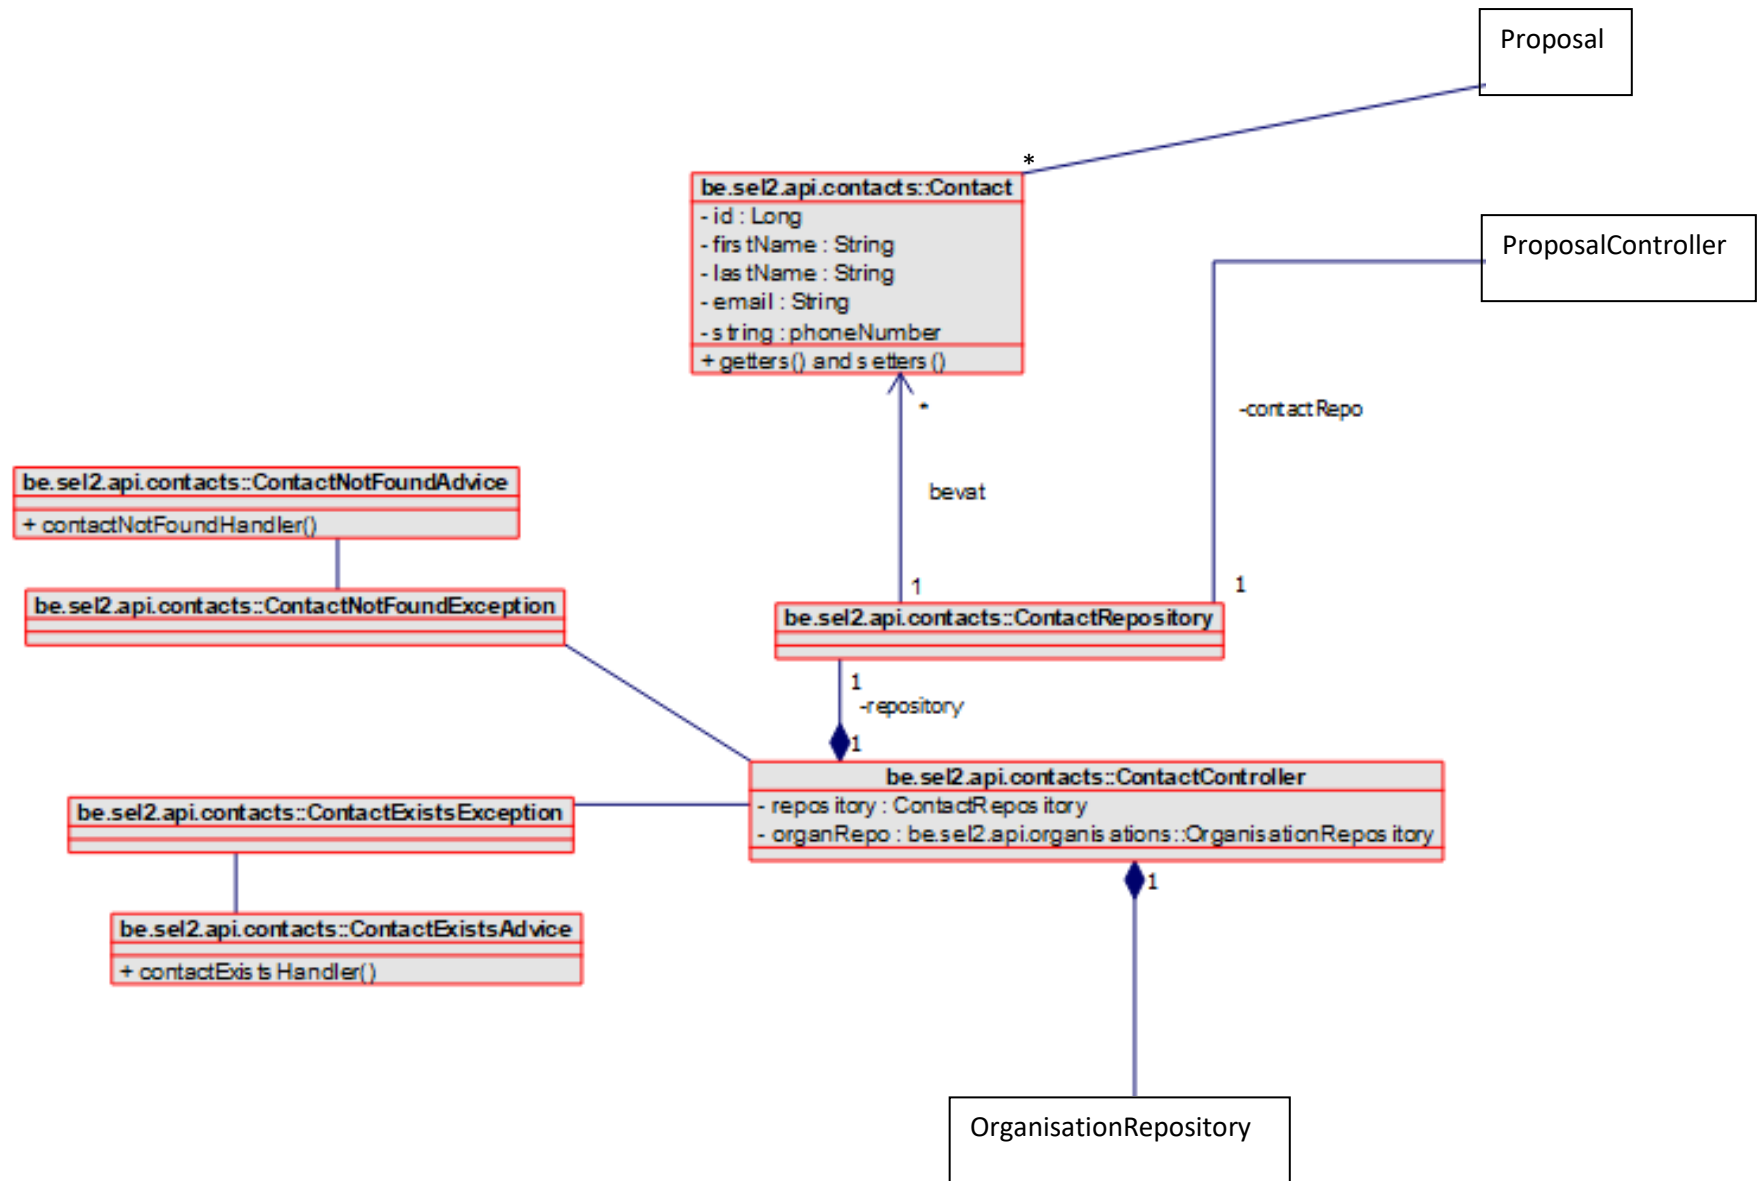 Proposal
*
be.sel2.api.contacts::Contact
- id : Long
- firstName : String
- lastName : String
- email : String
- string : phoneNumber
+ getters() and setters()
ProposalController
*
-contactRepo
bevat
be.sel2.api.contacts::ContactNotFoundAdvice
+ contactNotFoundHandler()
1
1
be.sel2.api.contacts::ContactNotFoundException
be.sel2.api.contacts::ContactRepository
1
-repository
1
be.sel2.api.contacts::ContactController
- repository : ContactRepository
- organRepo : be.sel2.api.organisations::OrganisationRepository
be.sel2.api.contacts::ContactExistsException
1
be.sel2.api.contacts::ContactExistsAdvice
+ contactExistsHandler()
OrganisationRepository